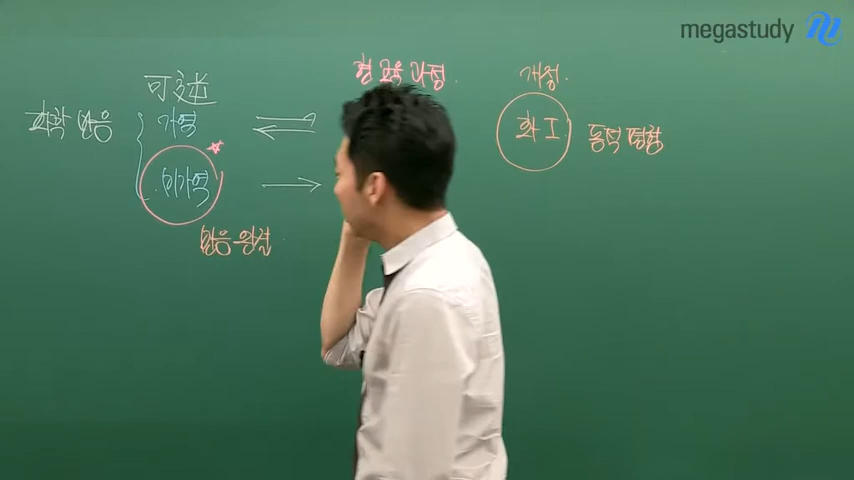 megastudy
현 교육 과정.
개정.
可逆
화학 반응
가역
화 I
동적 평형
비가역
반응 완결